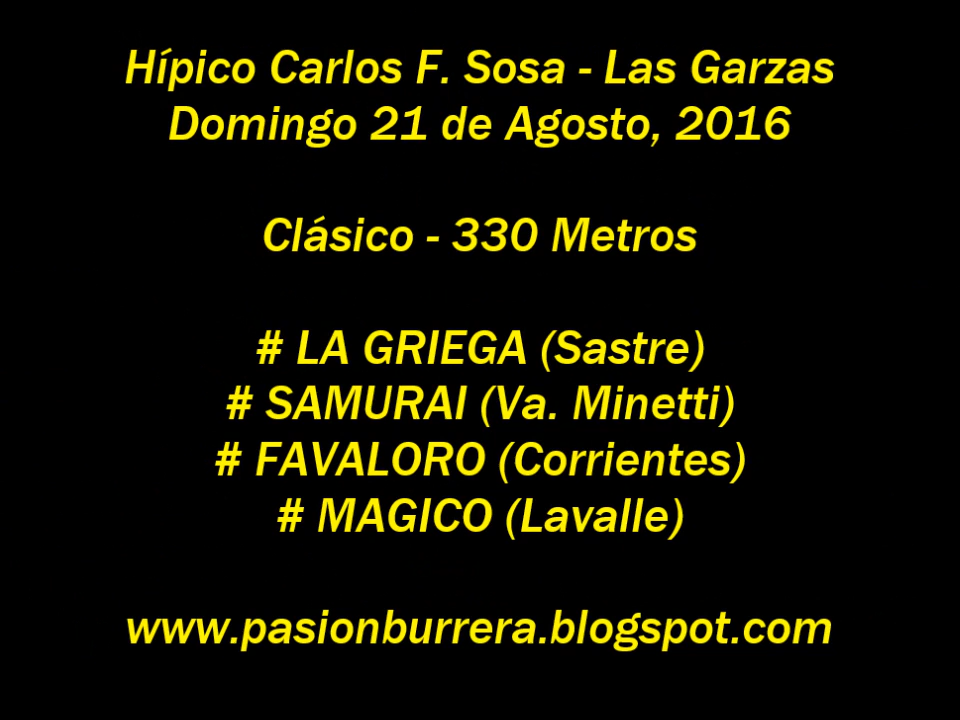 Hípico Carlos F. Sosa - Las Garzas
Domingo 21 de Agosto, 2016
Clásico - 330 Metros
# LA GRIEGA (Sastre)
# SAMURAI (Va. Minetti)
# FAVALORO (Corrientes)
# MAGICO (Lavalle)
www.pasionburrera.blogspot.com